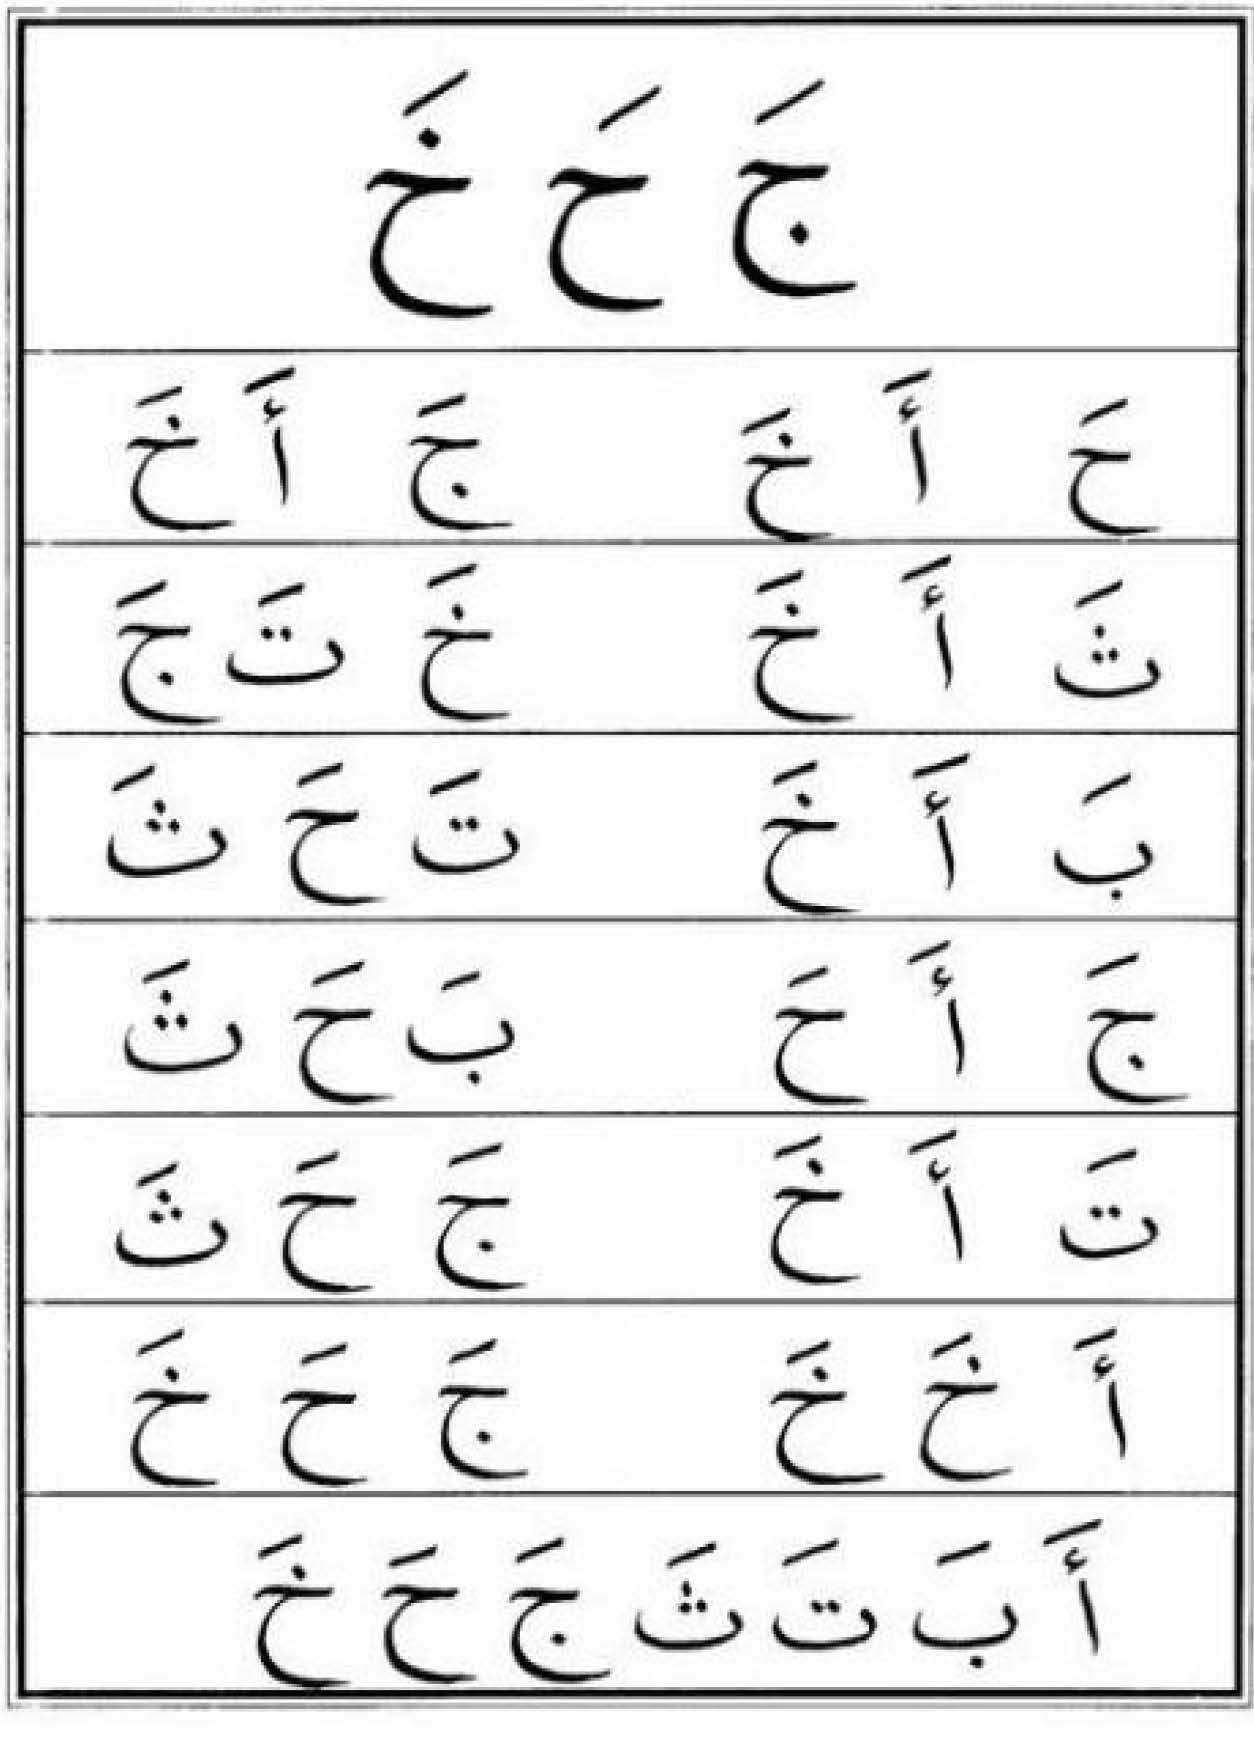 جَ حَ خَ
حَ أَ خَ جَ أَ خَ
ثَ أَ خَ خَ تَ جَ
بَ أَ خَ تَ حَ ثَ
جَ أَ حَ بَ حَ ثَ
تَ أَ خَ جَ حَ ثَ
أَ خَ خَ جَ حَ خَ
أَ بَ تَ ثَ جَ حَ خَ